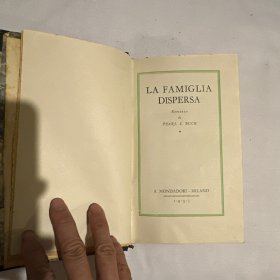 LA FAMIGLIA
DISPERSA
Romanzo
di
PEARL S. BUCK
A. MONDADORI - MILANO